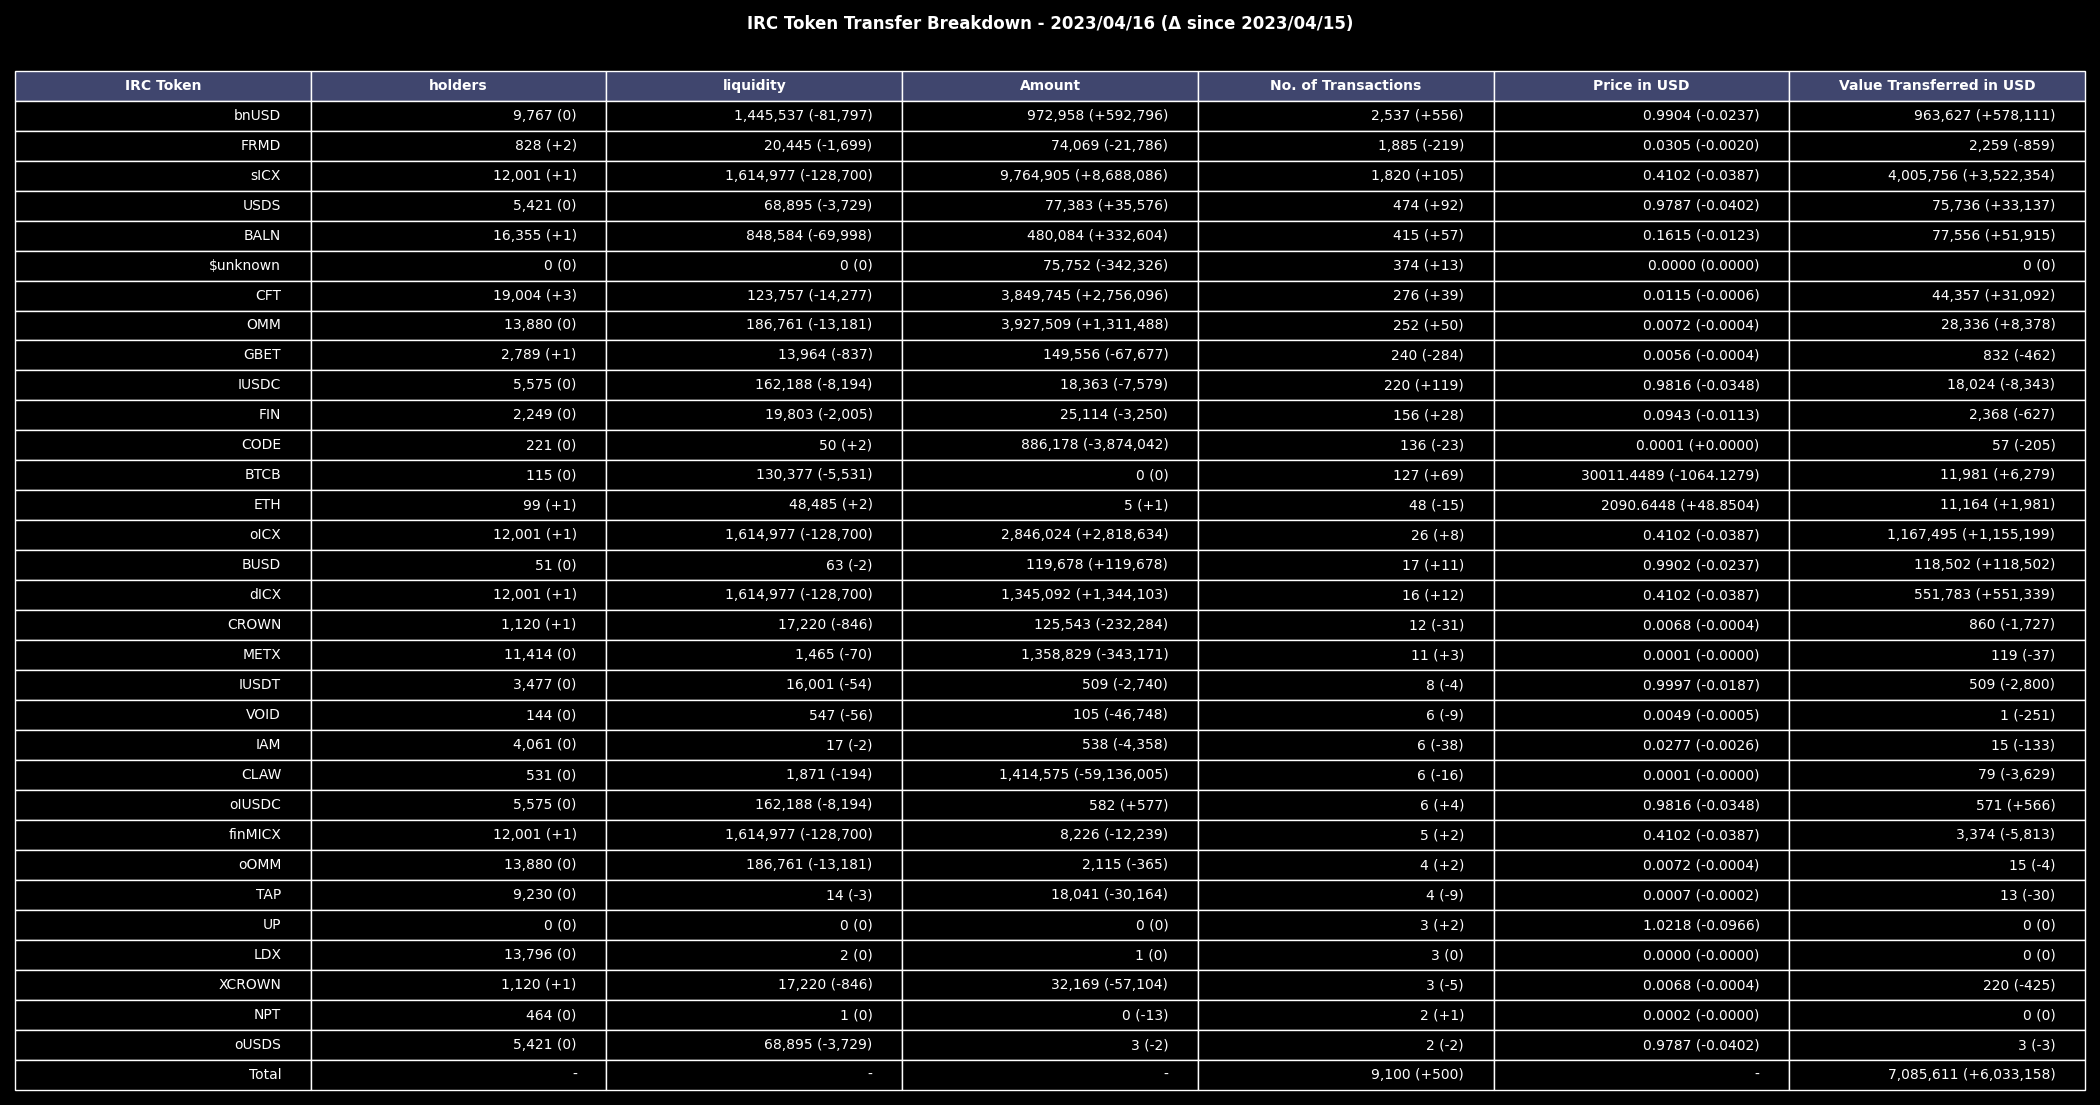 IRC Token Transfer Breakdown - 2023/04/16 (Δ since 2023/04/15)
IRC Token holders liquidity Amount No. of Transactions Price in USD Value Transferred in USD
bnUSD 9,767 (0) 1,445,537 (-81,797) 972,958 (+592,796) 2,537 (+556) 0.9904 (-0.0237) 963,627 (+578,111)
FRMD 828 (+2) 20,445 (-1,699) 74,069 (-21,786) 1,885 (-219) 0.0305 (-0.0020) 2,259 (-859)
sICX 12,001 (+1) 1,614,977 (-128,700) 9,764,905 (+8,688,086) 1,820 (+105) 0.4102 (-0.0387) 4,005,756 (+3,522,354)
USDS 5,421 (0) 68,895 (-3,729) 77,383 (+35,576) 474 (+92) 0.9787 (-0.0402) 75,736 (+33,137)
BALN 16,355 (+1) 848,584 (-69,998) 480,084 (+332,604) 415 (+57) 0.1615 (-0.0123) 77,556 (+51,915)
$unknown 0 (0) 0 (0) 75,752 (-342,326) 374 (+13) 0.0000 (0.0000) 0 (0)
CFT 19,004 (+3) 123,757 (-14,277) 3,849,745 (+2,756,096) 276 (+39) 0.0115 (-0.0006) 44,357 (+31,092)
OMM 13,880 (0) 186,761 (-13,181) 3,927,509 (+1,311,488) 252 (+50) 0.0072 (-0.0004) 28,336 (+8,378)
GBET 2,789 (+1) 13,964 (-837) 149,556 (-67,677) 240 (-284) 0.0056 (-0.0004) 832 (-462)
IUSDC 5,575 (0) 162,188 (-8,194) 18,363 (-7,579) 220 (+119) 0.9816 (-0.0348) 18,024 (-8,343)
FIN 2,249 (0) 19,803 (-2,005) 25,114 (-3,250) 156 (+28) 0.0943 (-0.0113) 2,368 (-627)
CODE 221 (0) 50 (+2) 886,178 (-3,874,042) 136 (-23) 0.0001 (+0.0000) 57 (-205)
BTCB 115 (0) 130,377 (-5,531) 0 (0) 127 (+69) 30011.4489 (-1064.1279) 11,981 (+6,279)
ETH 99 (+1) 48,485 (+2) 5 (+1) 48 (-15) 2090.6448 (+48.8504) 11,164 (+1,981)
oICX 12,001 (+1) 1,614,977 (-128,700) 2,846,024 (+2,818,634) 26 (+8) 0.4102 (-0.0387) 1,167,495 (+1,155,199)
BUSD 51 (0) 63 (-2) 119,678 (+119,678) 17 (+11) 0.9902 (-0.0237) 118,502 (+118,502)
dICX 12,001 (+1) 1,614,977 (-128,700) 1,345,092 (+1,344,103) 16 (+12) 0.4102 (-0.0387) 551,783 (+551,339)
CROWN 1,120 (+1) 17,220 (-846) 125,543 (-232,284) 12 (-31) 0.0068 (-0.0004) 860 (-1,727)
METX 11,414 (0) 1,465 (-70) 1,358,829 (-343,171) 11 (+3) 0.0001 (-0.0000) 119 (-37)
IUSDT 3,477 (0) 16,001 (-54) 509 (-2,740) 8 (-4) 0.9997 (-0.0187) 509 (-2,800)
VOID 144 (0) 547 (-56) 105 (-46,748) 6 (-9) 0.0049 (-0.0005) 1 (-251)
IAM 4,061 (0) 17 (-2) 538 (-4,358) 6 (-38) 0.0277 (-0.0026) 15 (-133)
CLAW 531 (0) 1,871 (-194) 1,414,575 (-59,136,005) 6 (-16) 0.0001 (-0.0000) 79 (-3,629)
oIUSDC 5,575 (0) 162,188 (-8,194) 582 (+577) 6 (+4) 0.9816 (-0.0348) 571 (+566)
finMICX 12,001 (+1) 1,614,977 (-128,700) 8,226 (-12,239) 5 (+2) 0.4102 (-0.0387) 3,374 (-5,813)
oOMM 13,880 (0) 186,761 (-13,181) 2,115 (-365) 4 (+2) 0.0072 (-0.0004) 15 (-4)
TAP 9,230 (0) 14 (-3) 18,041 (-30,164) 4 (-9) 0.0007 (-0.0002) 13 (-30)
UP 0 (0) 0 (0) 0 (0) 3 (+2) 1.0218 (-0.0966) 0 (0)
LDX 13,796 (0) 2 (0) 1 (0) 3 (0) 0.0000 (-0.0000) 0 (0)
XCROWN 1,120 (+1) 17,220 (-846) 32,169 (-57,104) 3 (-5) 0.0068 (-0.0004) 220 (-425)
NPT 464 (0) 1 (0) 0 (-13) 2 (+1) 0.0002 (-0.0000) 0 (0)
oUSDS 5,421 (0) 68,895 (-3,729) 3 (-2) 2 (-2) 0.9787 (-0.0402) 3 (-3)
Total - - - 9,100 (+500) - 7,085,611 (+6,033,158)